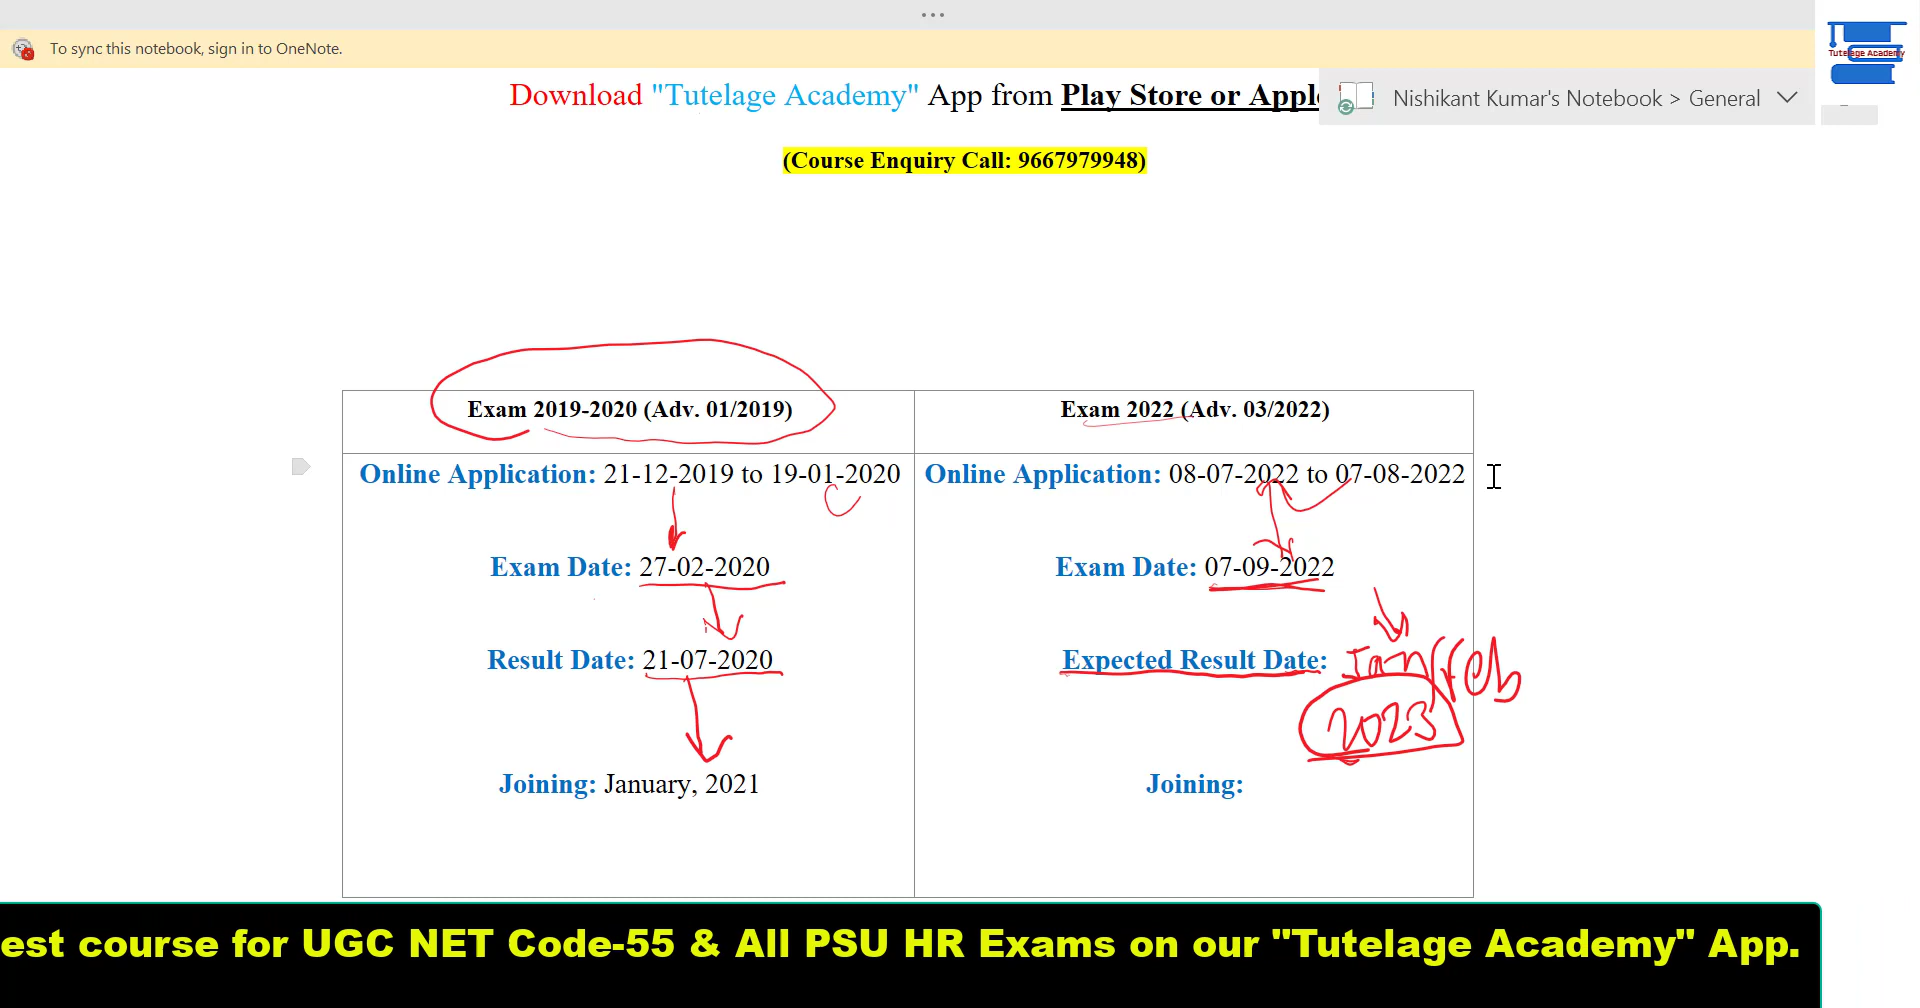 To sync this notebook, sign in to OneNote.
Tutelage Academy
Download "Tutelage Academy" App from Play Store or Apple
Nishikant Kumar's Notebook > General
(Course Enquiry Call: 9667979948)
Exam 2019-2020 (Adv. 01/2019)
Exam 2022 (Adv. 03/2022)
Online Application: 21-12-2019 to 19-01-2020
Online Application: 08-07-2022 to 07-08-2022
Exam Date: 27-02-2020
Exam Date: 07-09-2022
Result Date: 21-07-2020
Expected Result Date: Jan/Feb
2023
Joining: January, 2021
Joining:
est course for UGC NET Code-55 & All PSU HR Exams on our "Tutelage Academy" App.